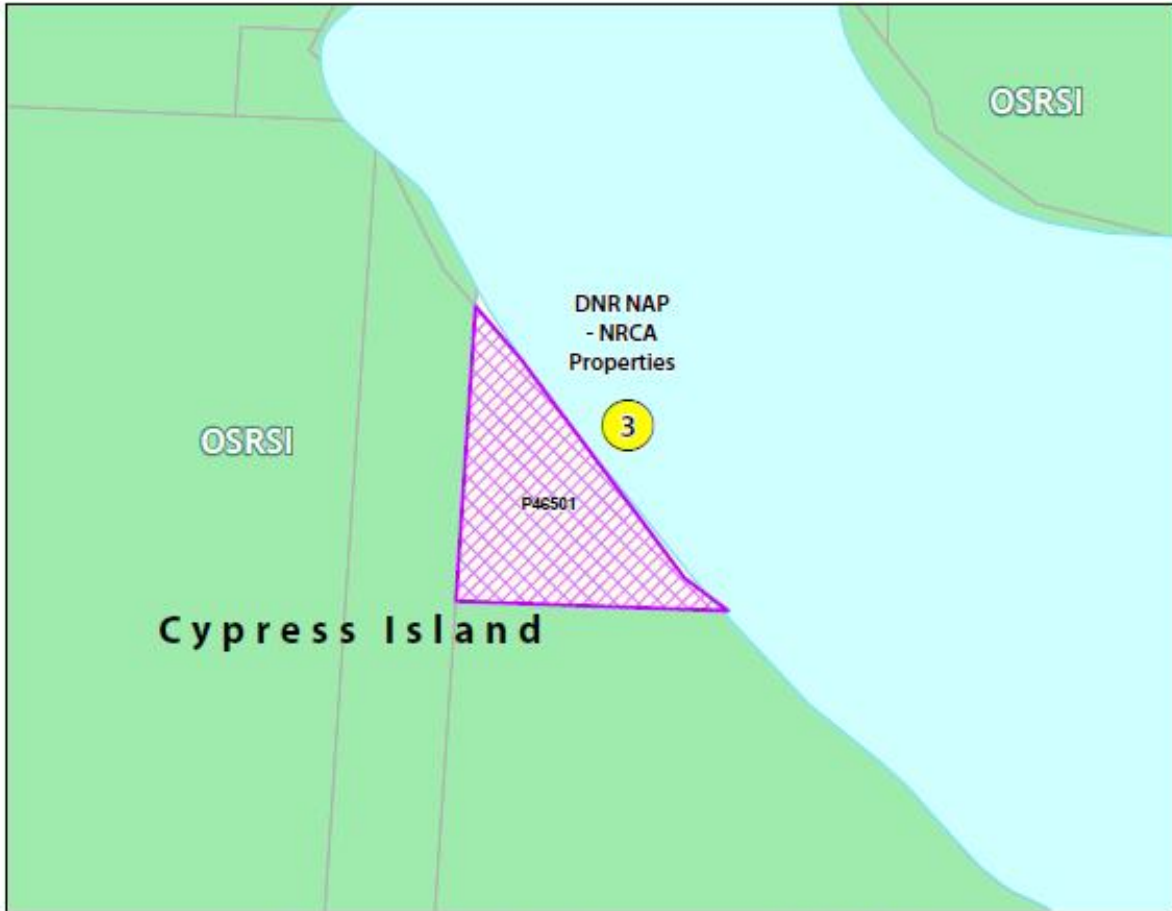 OSRSI
DNR NAP
- NRCA
Properties
3
OSRSI
P46501
Cypress Island